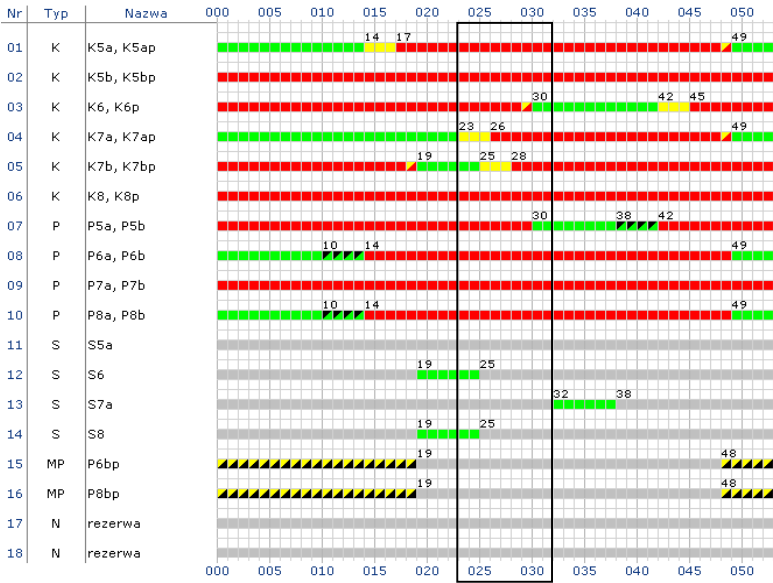 Nr Typ Nazwa 000 005 010 015 020 025 030 035 040 045 050
14 17 49
01 K K5a, K5ap
02 K K5b, K5bp
30 42 45
03 K K6, K6p
23 26 49
04 K K7a, K7ap
19 25 28
05 K K7b, K7bp
06 K K8, K8p
30 38 42
07 P P5a, P5b
10 14 49
08 P P6a, P6b
09 P P7a, P7b
10 14 49
10 P P8a, P8b
11 S S5a
19 25
12 S S6
32 38
13 S S7a
19 25
14 S S8
19 48
15 MP P6bp
19 48
16 MP P8bp
17 N rezerwa
18 N rezerwa
000 005 010 015 020 025 030 035 040 045 050